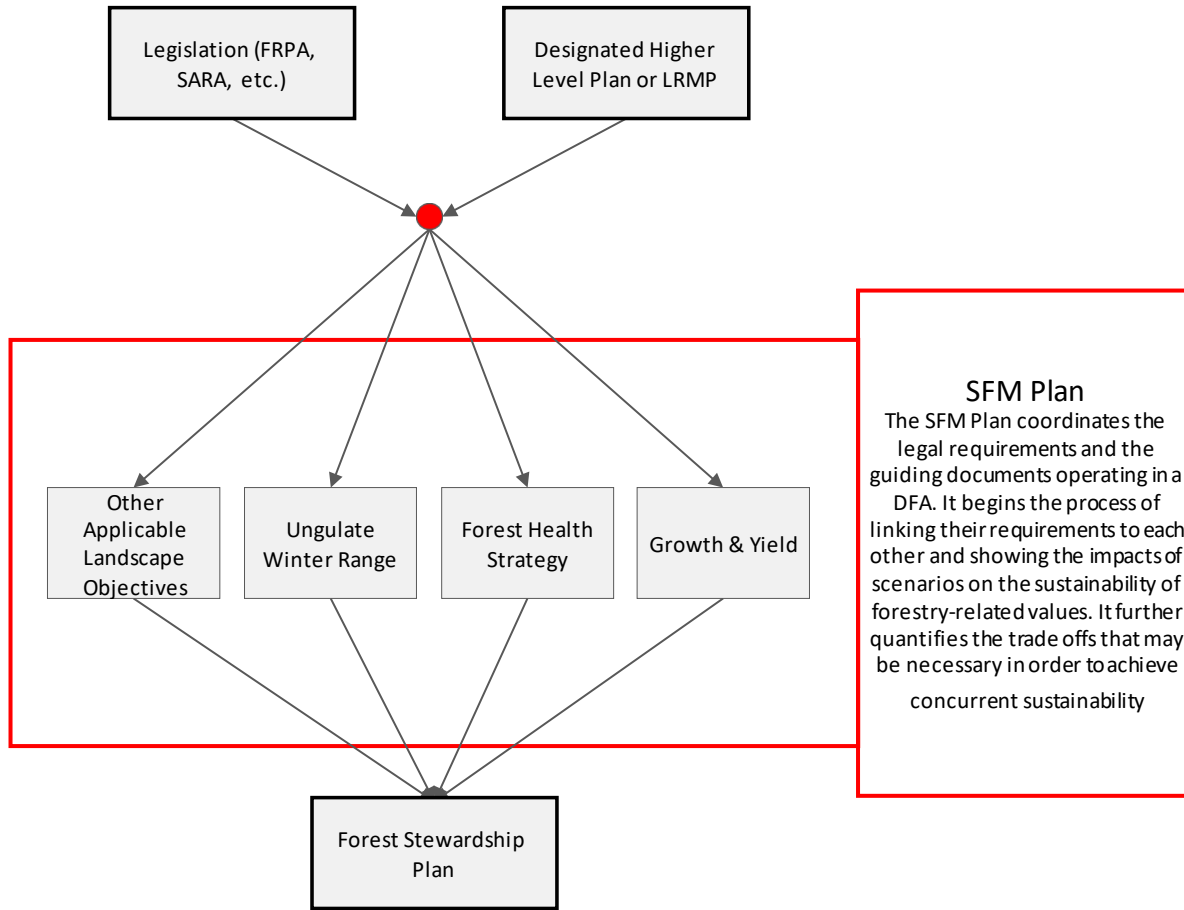 Legislation (FRPA,
SARA, etc.)
Designated Higher
Level Plan or LRMP
Other
Applicable
Landscape
Objectives
Ungulate
Winter Range
Forest Health
Strategy
Growth & Yield
SFM Plan
The SFM Plan coordinates the
legal requirements and the
guiding documents operating in a
DFA. It begins the process of
linking their requirements to each
other and showing the impacts of
scenarios on the sustainability of
forestry-related values. It further
quantifies the trade offs that may
be necessary in order to achieve
concurrent sustainability
Forest Stewardship
Plan